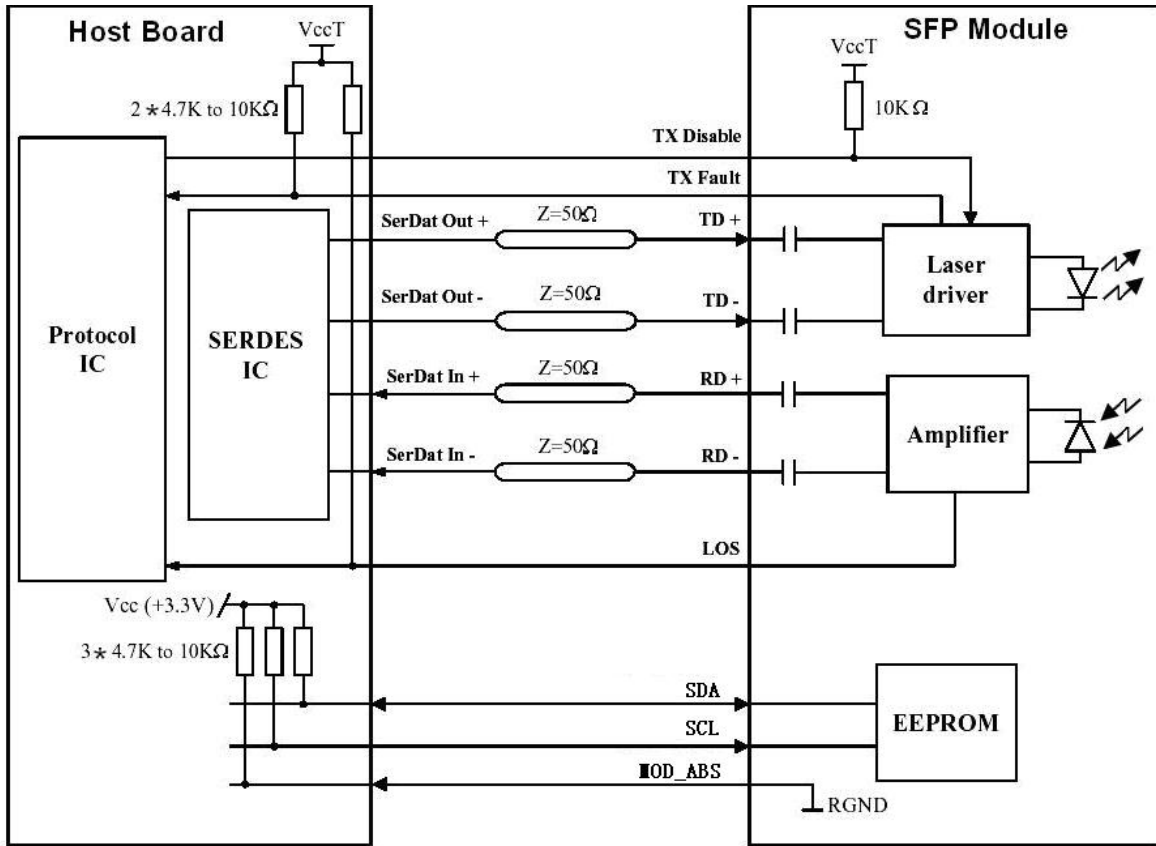 Host Board
SFP Module
VccT
VccT
2*4.7K to 10KΩ
10KΩ
TX Disable
TX Fault
SerDat Out +
Z=50Ω
TD +
Laser
driver
SerDat Out -
Z=50Ω
TD -
Protocol
IC
SERDES
IC
SerDat In +
Z=50Ω
RD +
Amplifier
SerDat In -
Z=50Ω
RD -
LOS
Vcc (+3.3V)
3*4.7K to 10KΩ
SDA
SCL
EEPROM
MOD_ABS
RGND